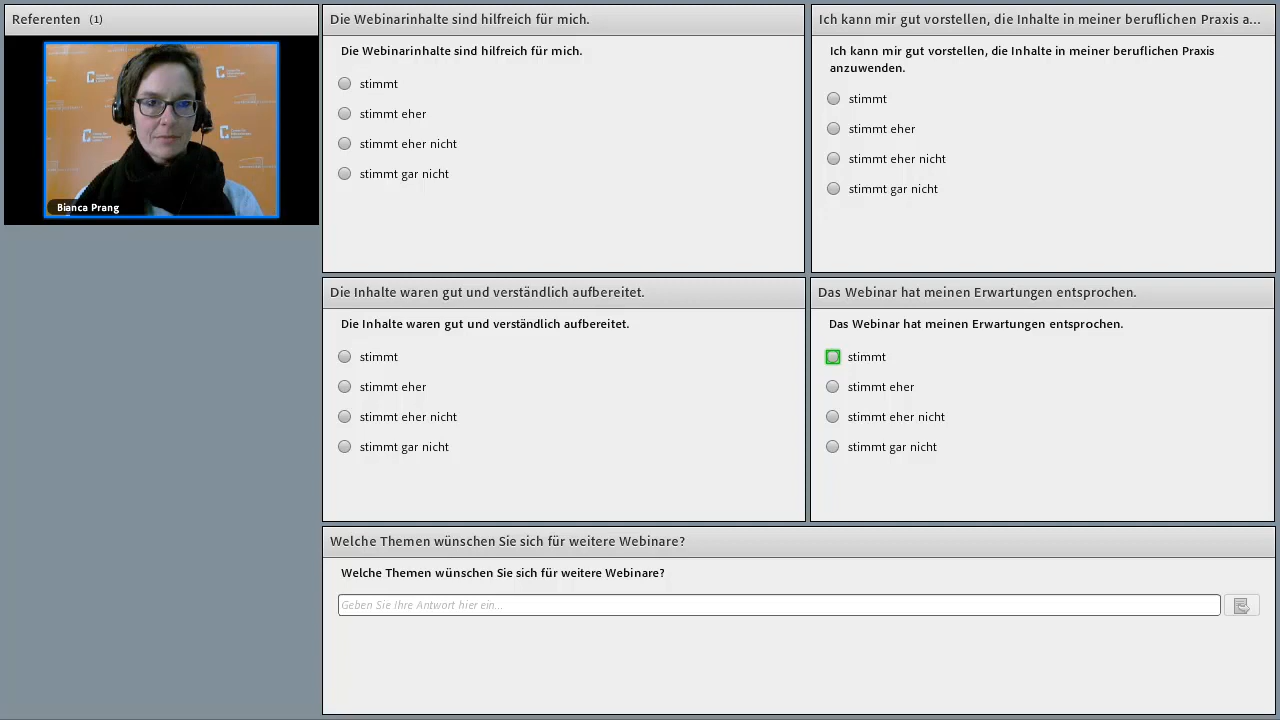 Referenten (1)
Bianca Prang
Die Webinarinhalte sind hilfreich für mich.
Die Webinarinhalte sind hilfreich für mich.
stimmt
stimmt eher
stimmt eher nicht
stimmt gar nicht
Ich kann mir gut vorstellen, die Inhalte in meiner beruflichen Praxis a...
Ich kann mir gut vorstellen, die Inhalte in meiner beruflichen Praxis
anzuwenden.
stimmt
stimmt eher
stimmt eher nicht
stimmt gar nicht
Die Inhalte waren gut und verständlich aufbereitet.
Die Inhalte waren gut und verständlich aufbereitet.
stimmt
stimmt eher
stimmt eher nicht
stimmt gar nicht
Das Webinar hat meinen Erwartungen entsprochen.
Das Webinar hat meinen Erwartungen entsprochen.
stimmt
stimmt eher
stimmt eher nicht
stimmt gar nicht
Welche Themen wünschen Sie sich für weitere Webinare?
Welche Themen wünschen Sie sich für weitere Webinare?
Geben Sie Ihre Antwort hier ein...